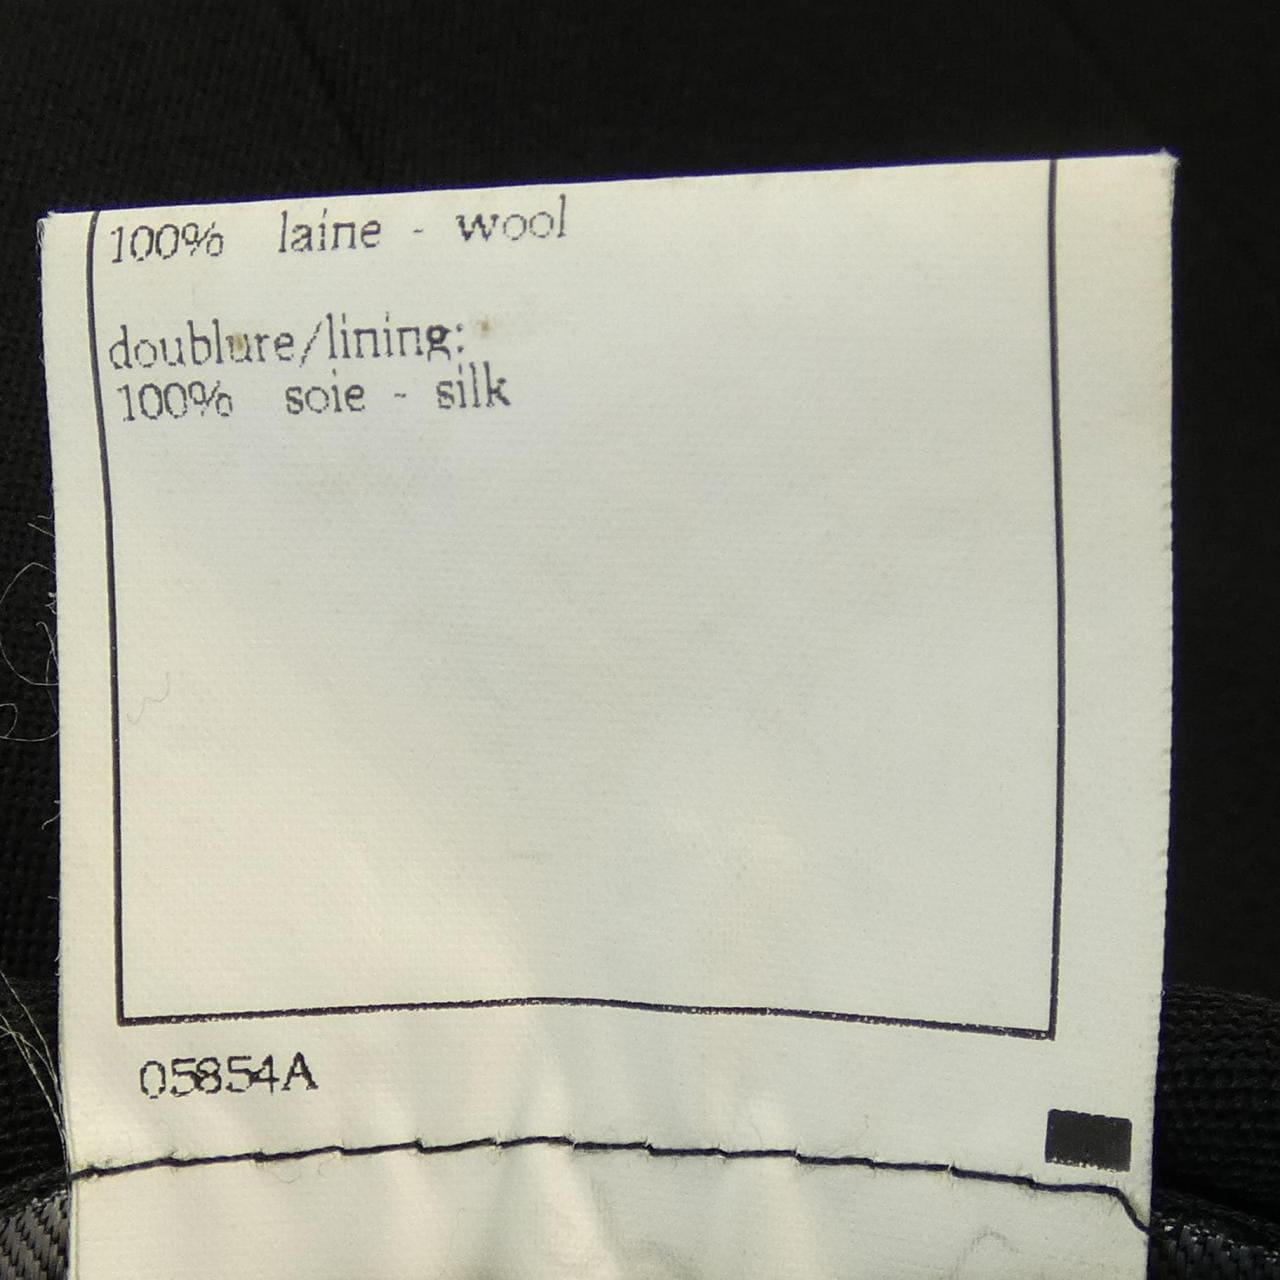 100% laine - wool
doublure/lining:
100% soie - silk
05854A